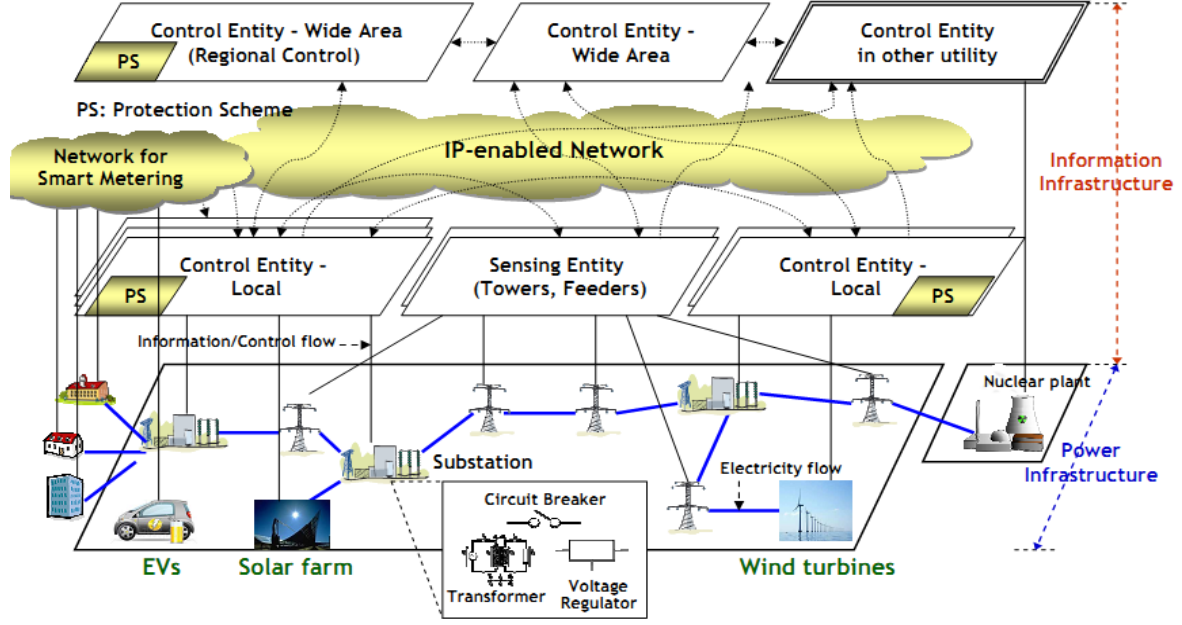 Control Entity - Wide Area
(Regional Control)
PS
Control Entity -
Wide Area
Control Entity
in other utility
PS: Protection Scheme
Network for
Smart Metering
IP-enabled Network
Information
Infrastructure
Control Entity -
Local
PS
Sensing Entity
(Towers, Feeders)
Control Entity -
Local
PS
Information/Control flow
Nuclear plant
Substation
Electricity flow
Power
Infrastructure
Circuit Breaker
Transformer
Voltage
Regulator
EVs
Solar farm
Wind turbines